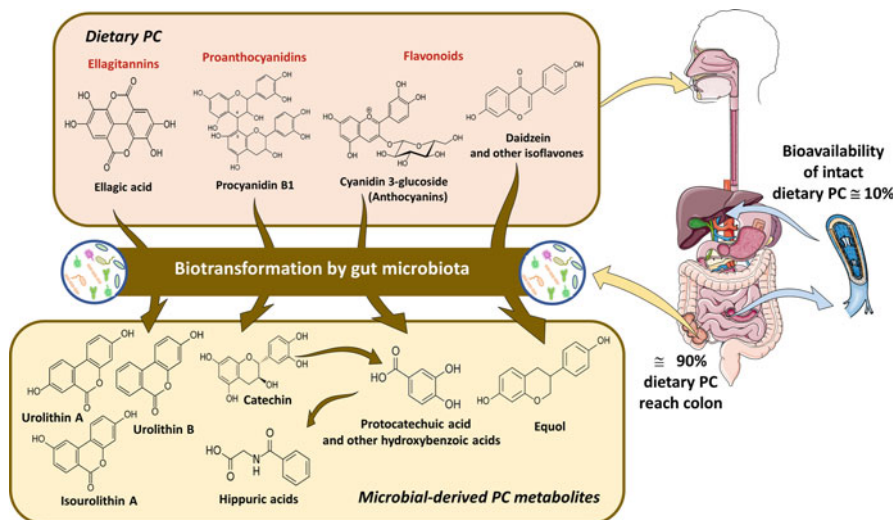 Dietary PC
Ellagitannins
Proanthocyanidins
Flavonoids
Ellagic acid
Procyanidin B1
Cyanidin 3-glucoside
(Anthocyanins)
Daidzein
and other isoflavones
Bioavailability
of intact
dietary PC ≅ 10%
Biotransformation by gut microbiota
≅ 90%
dietary PC
reach colon
Urolithin A
Urolithin B
Isourolithin A
Catechin
Hippuric acids
Protocatechuic acid
and other hydroxybenzoic acids
Equol
Microbial-derived PC metabolites